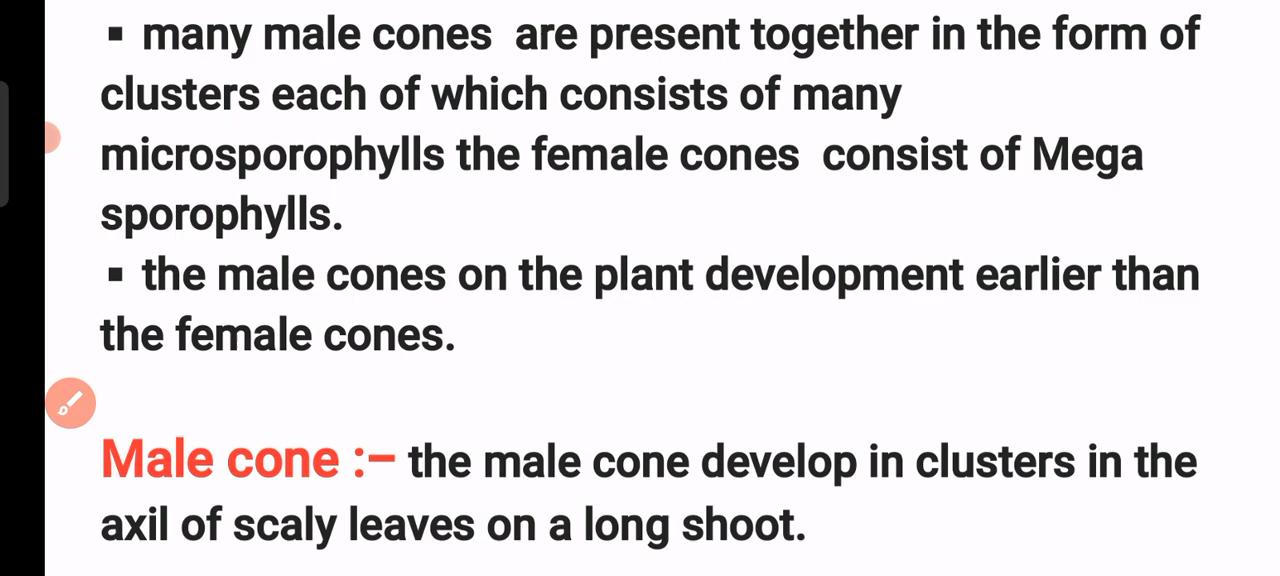 ▪ many male cones are present together in the form of
clusters each of which consists of many
microsporophylls the female cones consist of Mega
sporophylls.
▪ the male cones on the plant development earlier than
the female cones.
Male cone :– the male cone develop in clusters in the
axil of scaly leaves on a long shoot.